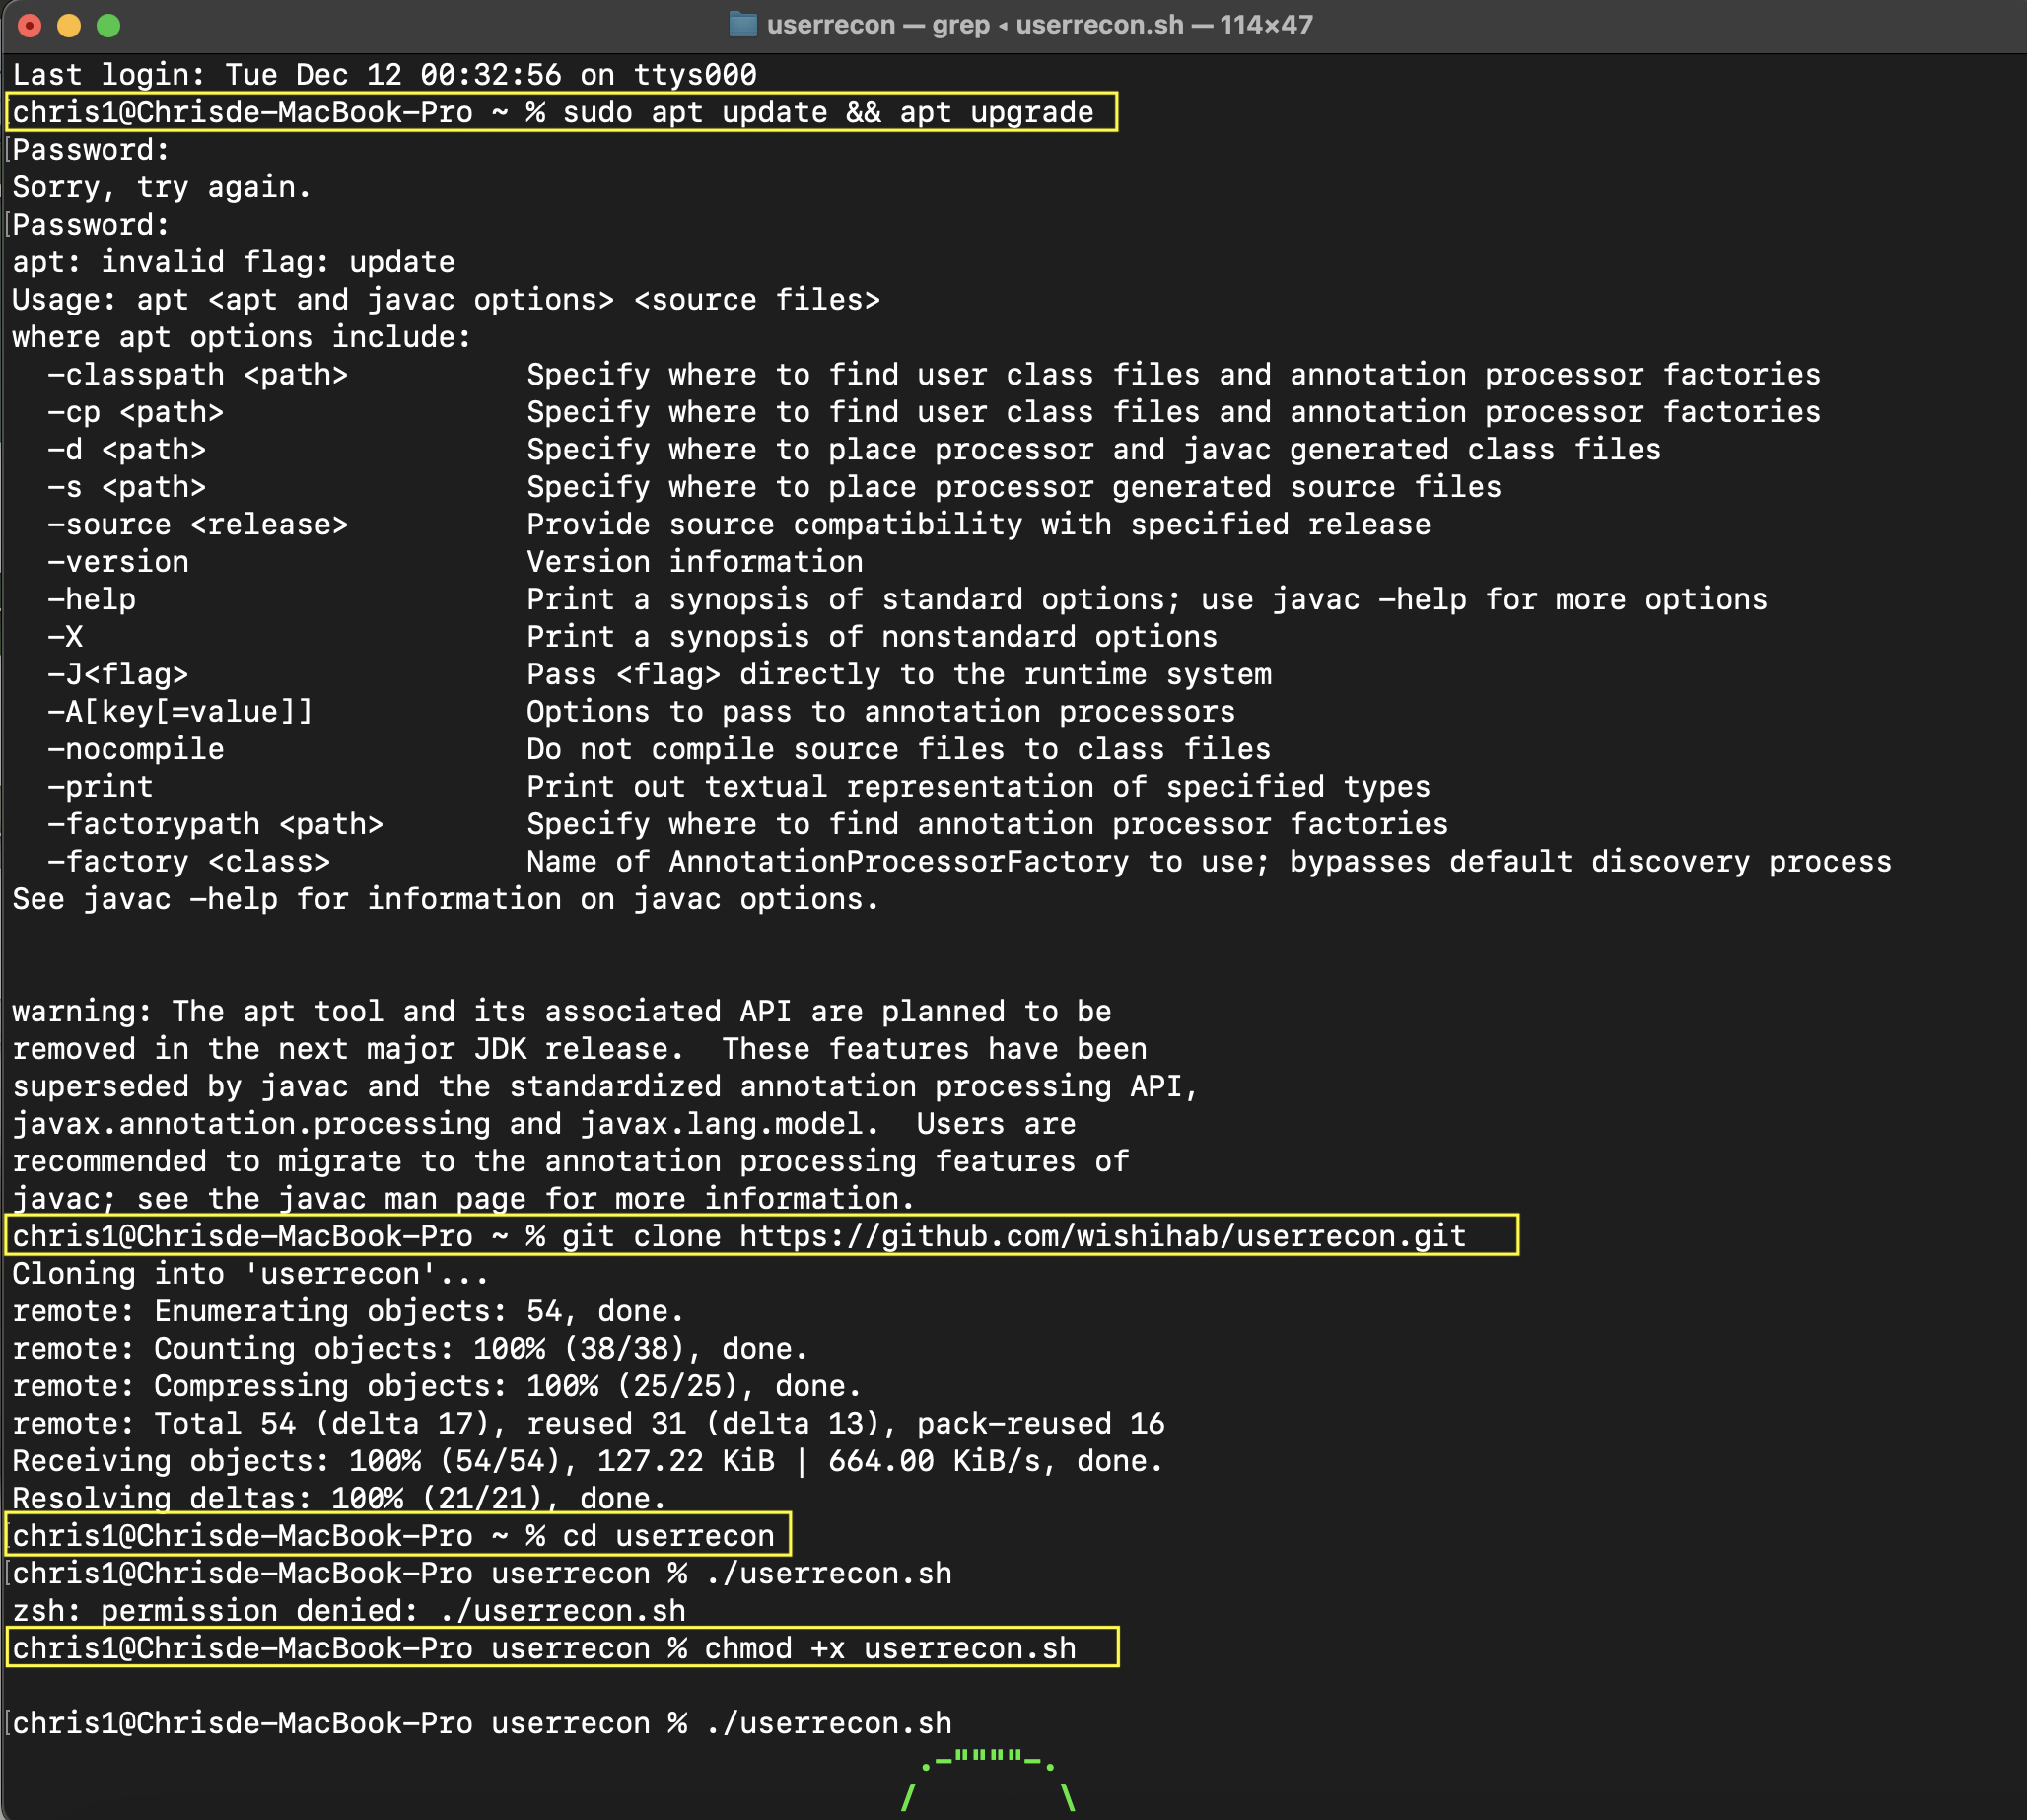 userrecon — grep ◂ userrecon.sh — 114×47
Last login: Tue Dec 12 00:32:56 on ttys000
chris1@Chrisde-MacBook-Pro ~ % sudo apt update && apt upgrade
Password:
Sorry, try again.
Password:
apt: invalid flag: update
Usage: apt <apt and javac options> <source files>
where apt options include:
  -classpath <path>          Specify where to find user class files and annotation processor factories
  -cp <path>                 Specify where to find user class files and annotation processor factories
  -d <path>                  Specify where to place processor and javac generated class files
  -s <path>                  Specify where to place processor generated source files
  -source <release>          Provide source compatibility with specified release
  -version                   Version information
  -help                      Print a synopsis of standard options; use javac -help for more options
  -X                         Print a synopsis of nonstandard options
  -J<flag>                   Pass <flag> directly to the runtime system
  -A[key[=value]]            Options to pass to annotation processors
  -nocompile                 Do not compile source files to class files
  -print                     Print out textual representation of specified types
  -factorypath <path>        Specify where to find annotation processor factories
  -factory <class>           Name of AnnotationProcessorFactory to use; bypasses default discovery process
See javac -help for information on javac options.
warning: The apt tool and its associated API are planned to be
removed in the next major JDK release.  These features have been
superseded by javac and the standardized annotation processing API,
javax.annotation.processing and javax.lang.model.  Users are
recommended to migrate to the annotation processing features of
javac; see the javac man page for more information.
chris1@Chrisde-MacBook-Pro ~ % git clone https://github.com/wishihab/userrecon.git
Cloning into 'userrecon'...
remote: Enumerating objects: 54, done.
remote: Counting objects: 100% (38/38), done.
remote: Compressing objects: 100% (25/25), done.
remote: Total 54 (delta 17), reused 31 (delta 13), pack-reused 16
Receiving objects: 100% (54/54), 127.22 KiB | 664.00 KiB/s, done.
Resolving deltas: 100% (21/21), done.
chris1@Chrisde-MacBook-Pro ~ % cd userrecon
chris1@Chrisde-MacBook-Pro userrecon % ./userrecon.sh
zsh: permission denied: ./userrecon.sh
chris1@Chrisde-MacBook-Pro userrecon % chmod +x userrecon.sh
chris1@Chrisde-MacBook-Pro userrecon % ./userrecon.sh
.-""""-.
/        \